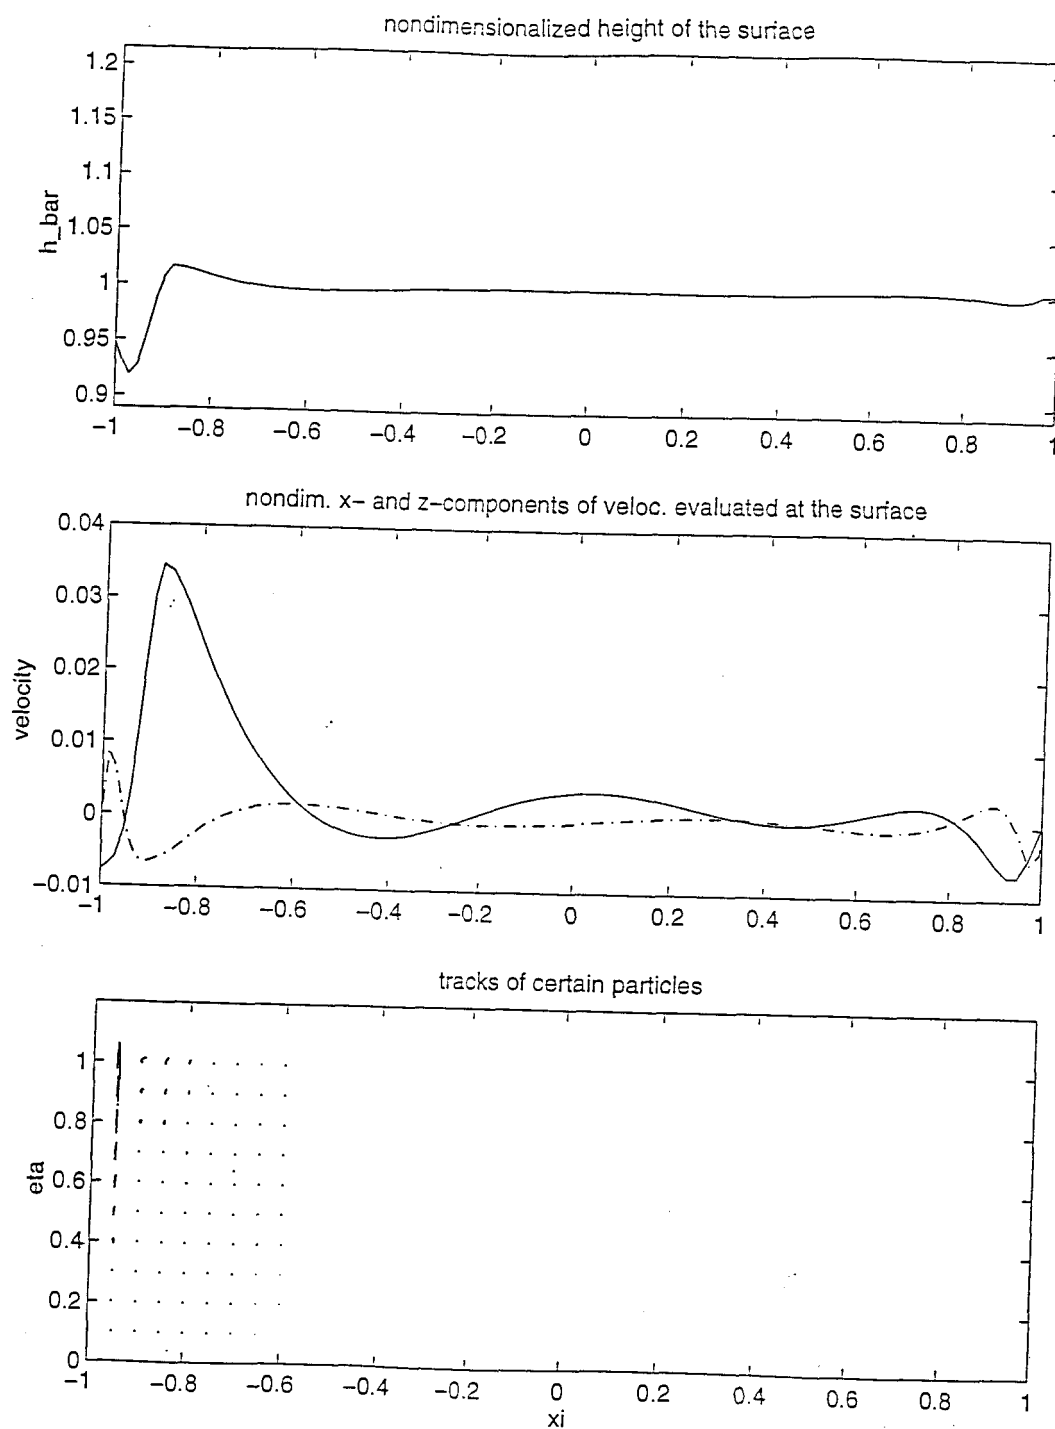 nondimensionalized height of the surface
1.2
1.15
1.1
1.05
1
0.95
0.9
h_bar
-1 -0.8 -0.6 -0.4 -0.2 0 0.2 0.4 0.6 0.8 1
nondim. x- and z-components of veloc. evaluated at the surface
0.04
0.03
0.02
0.01
0
-0.01
velocity
-1 -0.8 -0.6 -0.4 -0.2 0 0.2 0.4 0.6 0.8 1
tracks of certain particles
1
0.8
0.6
0.4
0.2
0
eta
-1 -0.8 -0.6 -0.4 -0.2 0 0.2 0.4 0.6 0.8 1
xi